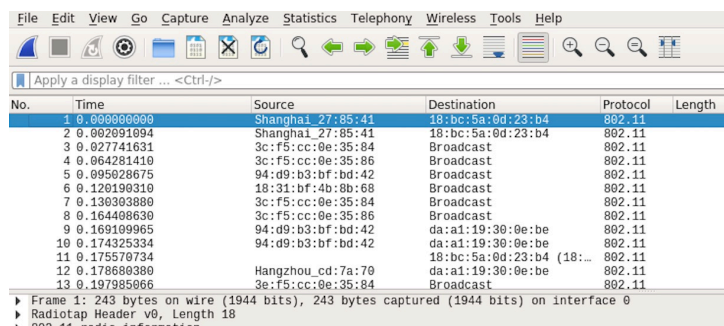 File Edit View Go Capture Analyze Statistics Telephony Wireless Tools Help
Apply a display filter ... <Ctrl-/>
No. Time Source Destination Protocol Length
1 0.000000000 Shanghai_27:85:41 18:bc:5a:0d:23:b4 802.11
2 0.002091094 Shanghai_27:85:41 18:bc:5a:0d:23:b4 802.11
3 0.027741631 3c:f5:cc:0e:35:84 Broadcast 802.11
4 0.064281410 3c:f5:cc:0e:35:86 Broadcast 802.11
5 0.095028675 94:d9:b3:bf:bd:42 Broadcast 802.11
6 0.120190310 18:31:bf:4b:8b:68 Broadcast 802.11
7 0.130303880 3c:f5:cc:0e:35:84 Broadcast 802.11
8 0.164408630 3c:f5:cc:0e:35:86 Broadcast 802.11
9 0.169109965 94:d9:b3:bf:bd:42 da:a1:19:30:0e:be 802.11
10 0.174325334 94:d9:b3:bf:bd:42 da:a1:19:30:0e:be 802.11
11 0.175570734 18:bc:5a:0d:23:b4 (18:… 802.11
12 0.178680380 Hangzhou_cd:7a:70 da:a1:19:30:0e:be 802.11
13 0.197985066 3e:f5:cc:0e:35:84 Broadcast 802.11
Frame 1: 243 bytes on wire (1944 bits), 243 bytes captured (1944 bits) on interface 0
Radiotap Header v0, Length 18
802.11 radio information